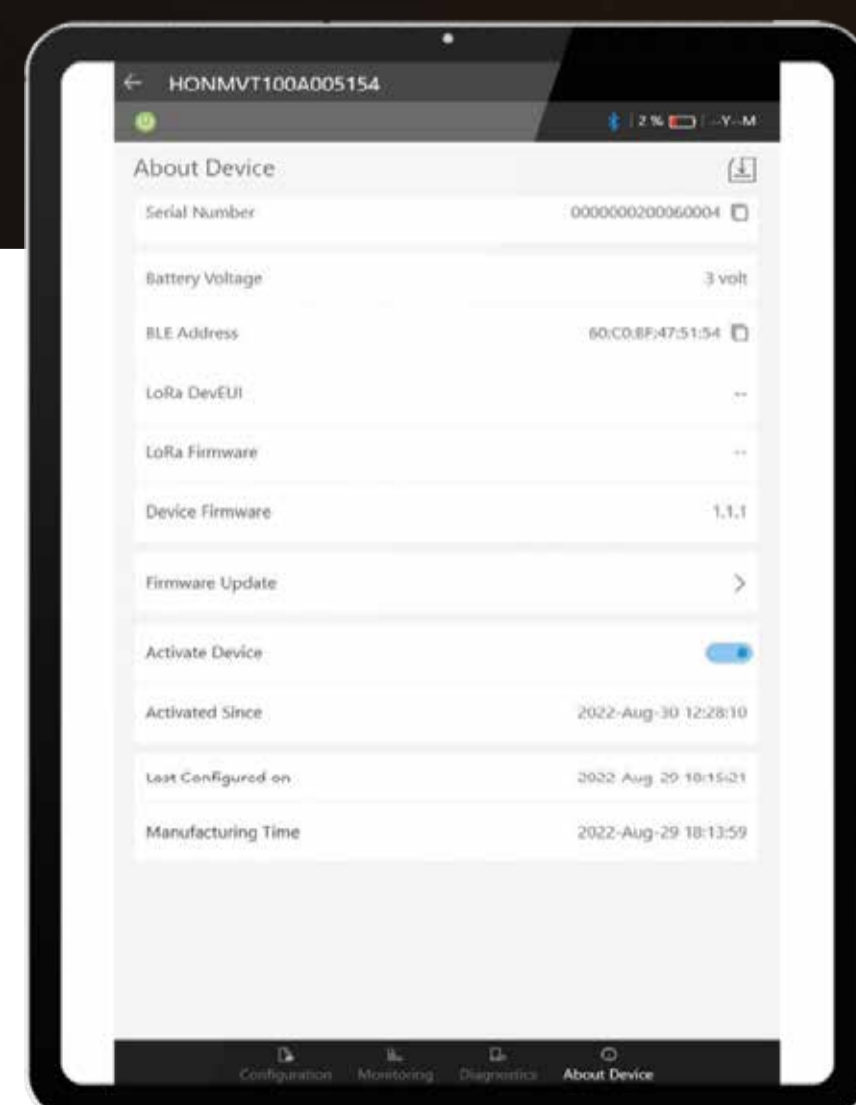 HONMVT100A005154
2 % | --Y--M
About Device
Serial Number 0000000200060004
Battery Voltage 3 volt
BLE Address 60:C0:BF:47:51:54
LoRa DevEUI --
LoRa Firmware --
Device Firmware 1.1.1
Firmware Update
Activate Device
Activated Since 2022-Aug-30 12:28:10
Last Configured on 2022-Aug-29 18:15:21
Manufacturing Time 2022-Aug-29 18:13:59
Configuration Monitoring Diagnostics About Device